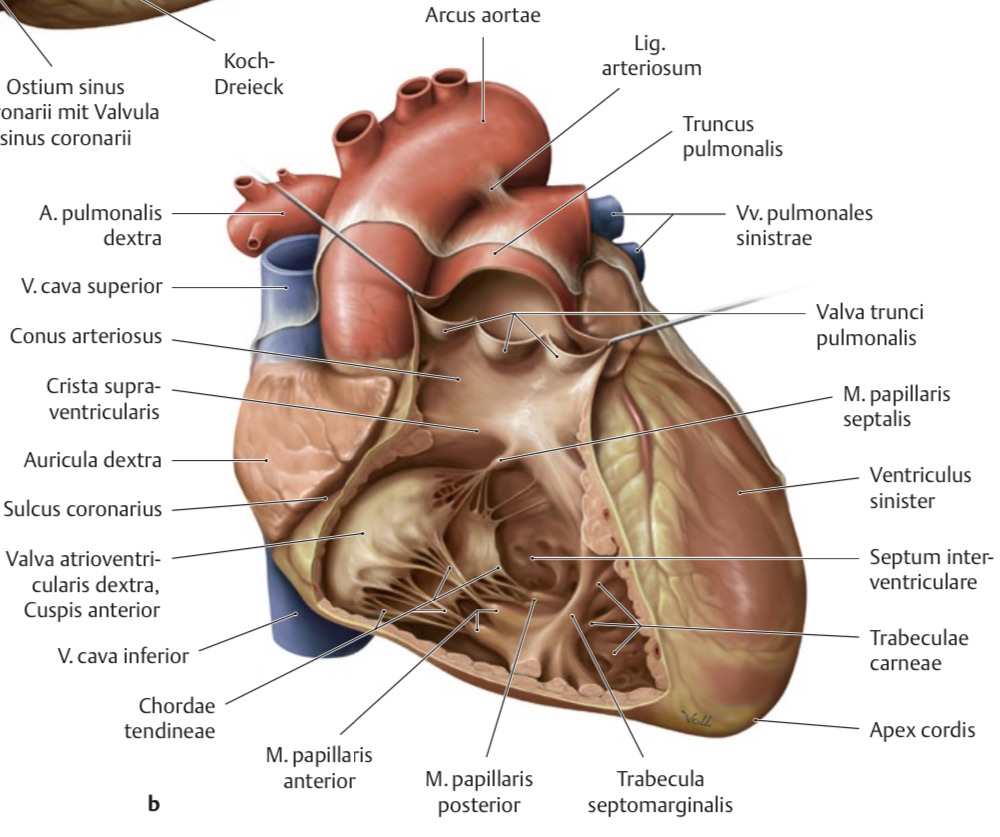 Arcus aortae
Koch-
Dreieck
Lig.
arteriosum
Ostium sinus
onarii mit Valvula
sinus coronarii
Truncus
pulmonalis
A. pulmonalis
dextra
Vv. pulmonales
sinistrae
V. cava superior
Valva trunci
pulmonalis
Conus arteriosus
Crista supra-
ventricularis
M. papillaris
septalis
Auricula dextra
Ventriculus
sinister
Sulcus coronarius
Valva atrioventri-
cularis dextra,
Cuspis anterior
Septum inter-
ventriculare
V. cava inferior
Trabeculae
carneae
Chordae
tendineae
Apex cordis
M. papillaris
anterior
M. papillaris
posterior
Trabecula
septomarginalis
Voll
b